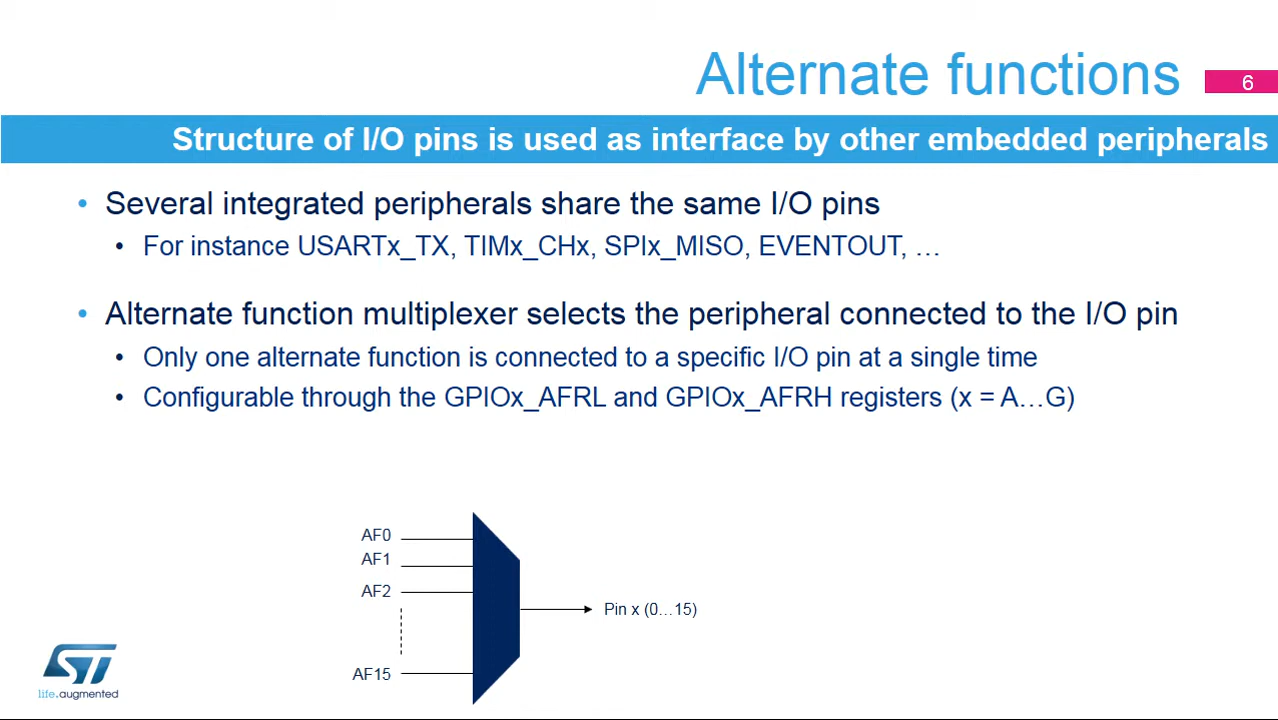 Alternate functions
6
Structure of I/O pins is used as interface by other embedded peripherals
• Several integrated peripherals share the same I/O pins
• For instance USARTx_TX, TIMx_CHx, SPIx_MISO, EVENTOUT, …
• Alternate function multiplexer selects the peripheral connected to the I/O pin
• Only one alternate function is connected to a specific I/O pin at a single time
• Configurable through the GPIOx_AFRL and GPIOx_AFRH registers (x = A…G)
AF0
AF1
AF2
Pin x (0…15)
AF15
ST
life.augmented